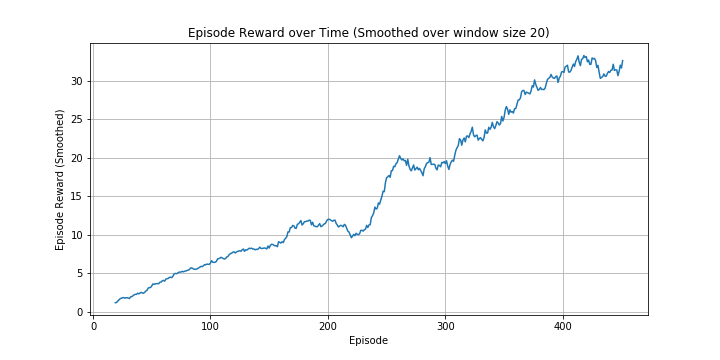 Episode Reward over Time (Smoothed over window size 20)
Episode Reward (Smoothed)
30
25
20
15
10
5
0
0 100 200 300 400
Episode